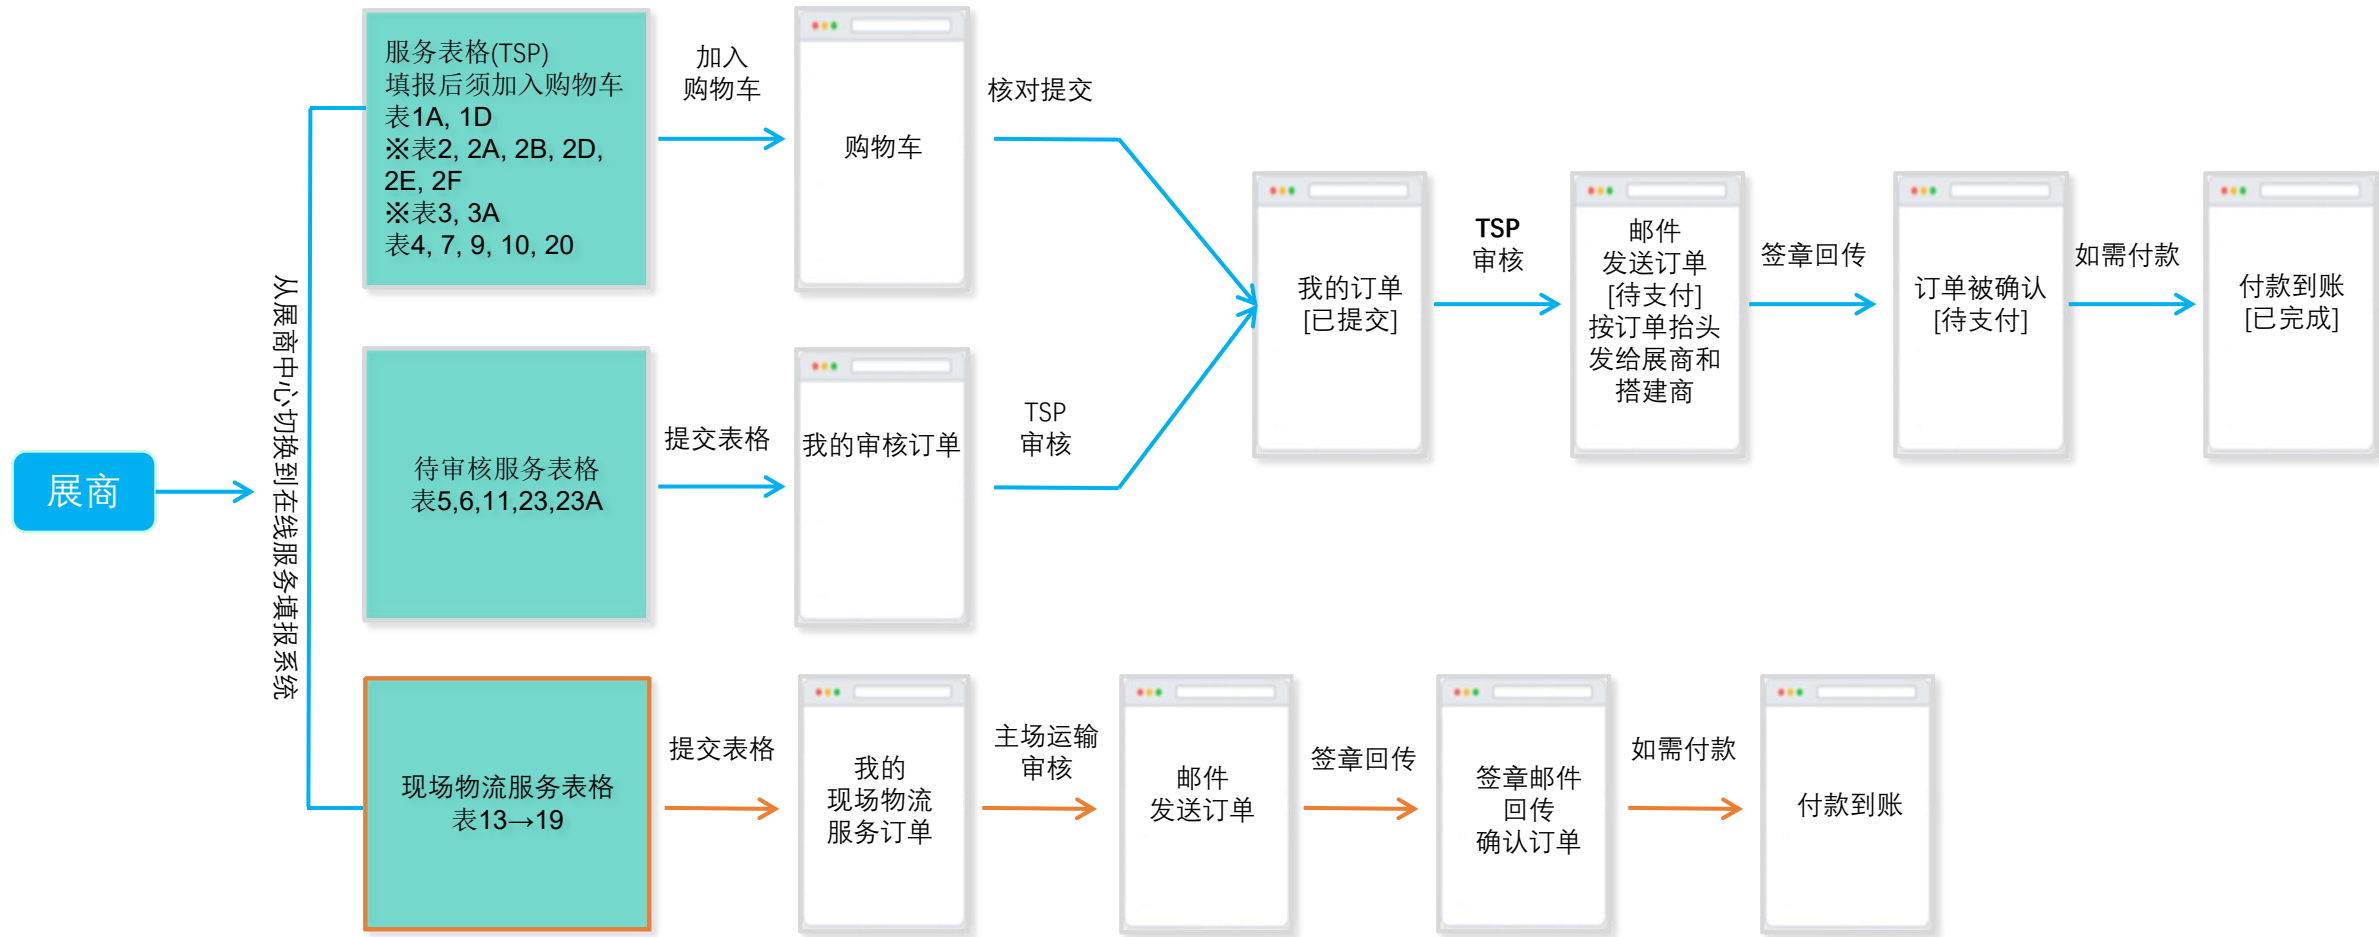 展商
从展商中心切换到在线服务填报系统
服务表格(TSP)
填报后须加入购物车
表1A, 1D
※表2, 2A, 2B, 2D,
2E, 2F
※表3, 3A
表4, 7, 9, 10, 20
加入
购物车
购物车
核对提交
待审核服务表格
表5,6,11,23,23A
提交表格
我的审核订单
TSP
审核
我的订单
[已提交]
TSP
审核
邮件
发送订单
[待支付]
按订单抬头
发给展商和
搭建商
签章回传
订单被确认
[待支付]
如需付款
付款到账
[已完成]
现场物流服务表格
表13→19
提交表格
我的
现场物流
服务订单
主场运输
审核
邮件
发送订单
签章回传
签章邮件
回传
确认订单
如需付款
付款到账